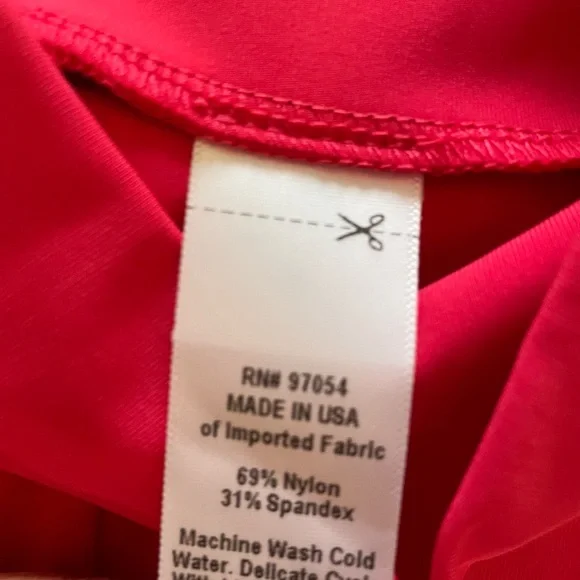 RN# 97054
MADE IN USA
of Imported Fabric
69% Nylon
31% Spandex
Machine Wash Cold
Water. Delicate